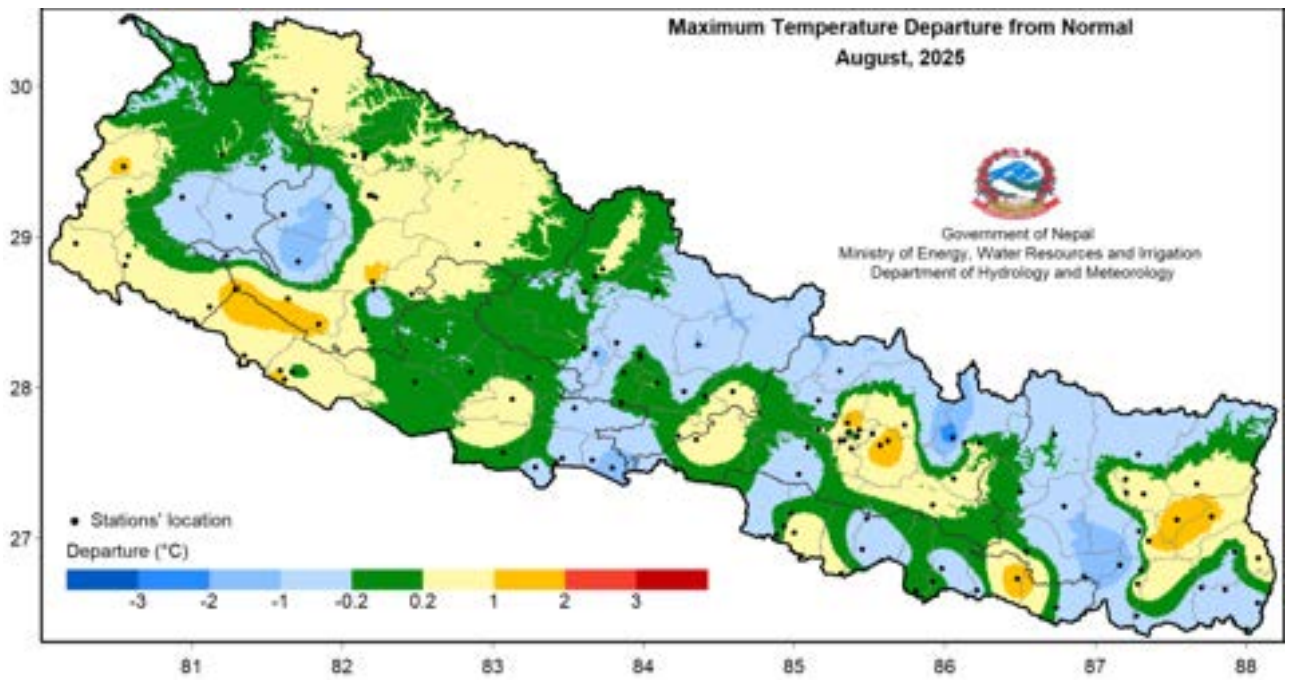 Maximum Temperature Departure from Normal
August, 2025
Government of Nepal
Ministry of Energy, Water Resources and Irrigation
Department of Hydrology and Meteorology
30
29
28
27
Stations' location
Departure (°C)
-3 -2 -1 -0.2 0.2 1 2 3
81 82 83 84 85 86 87 88